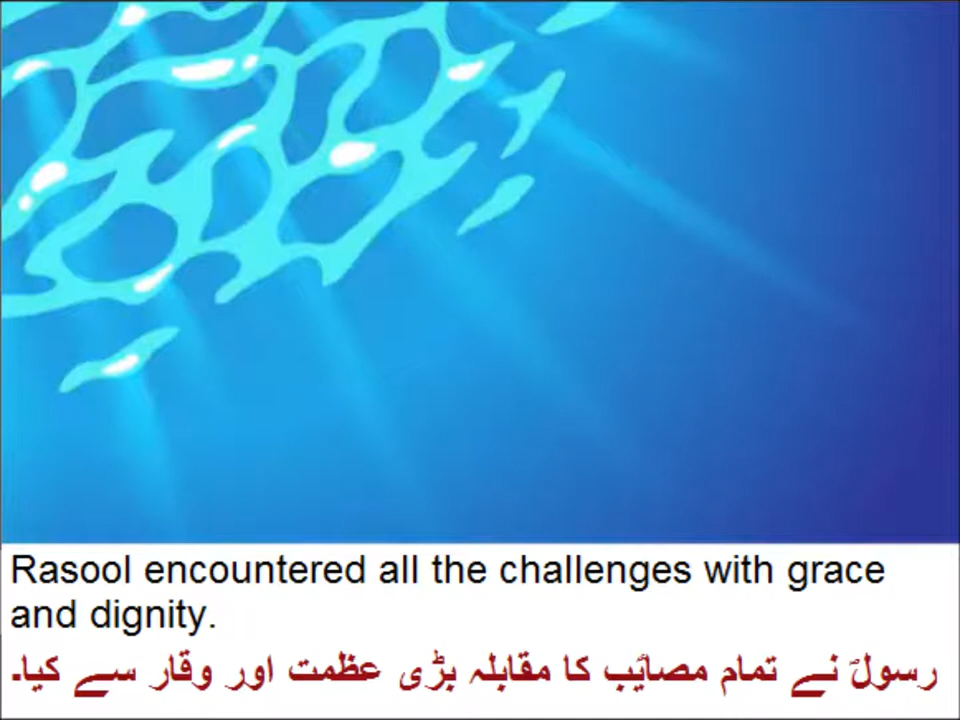 Rasool encountered all the challenges with grace
and dignity.
رسولؐ نے تمام مصائب کا مقابلہ بڑی عظمت اور وقار سے کیا۔